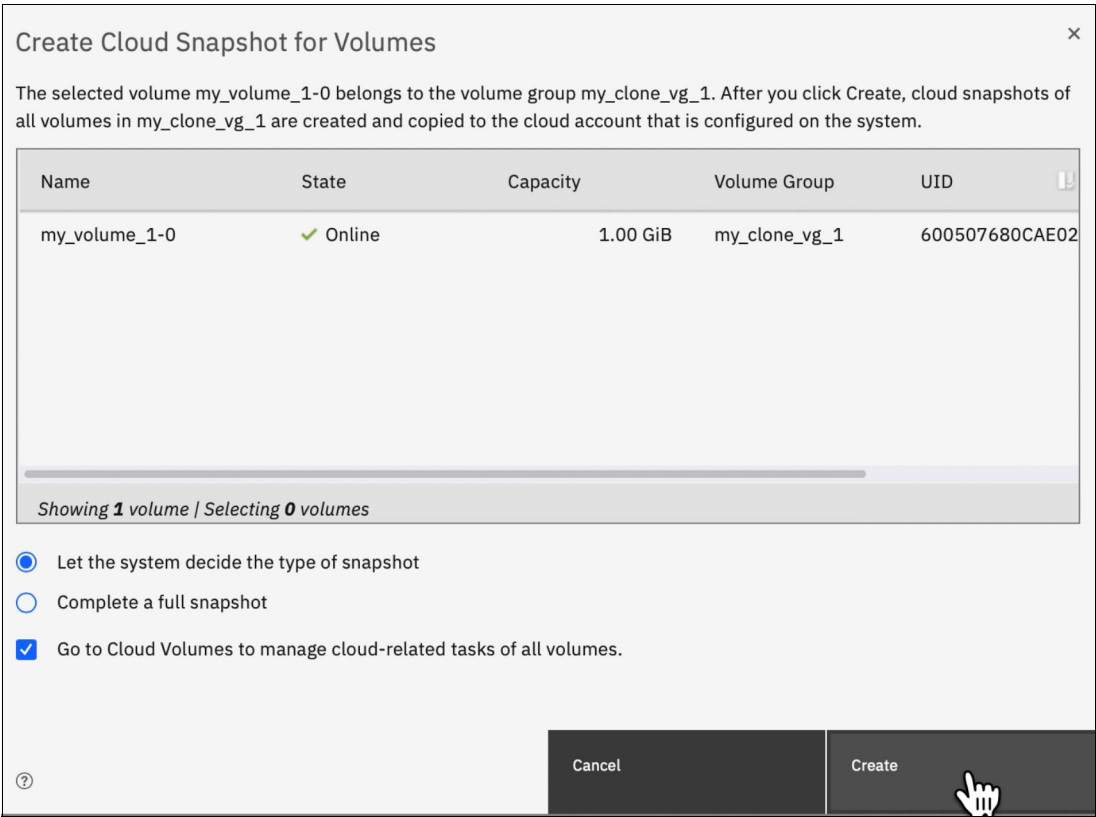 Create Cloud Snapshot for Volumes
The selected volume my_volume_1-0 belongs to the volume group my_clone_vg_1. After you click Create, cloud snapshots of
all volumes in my_clone_vg_1 are created and copied to the cloud account that is configured on the system.
Name State Capacity Volume Group UID
my_volume_1-0 Online 1.00 GiB my_clone_vg_1 600507680CAE02
Showing 1 volume | Selecting 0 volumes
Let the system decide the type of snapshot
Complete a full snapshot
Go to Cloud Volumes to manage cloud-related tasks of all volumes.
Cancel Create